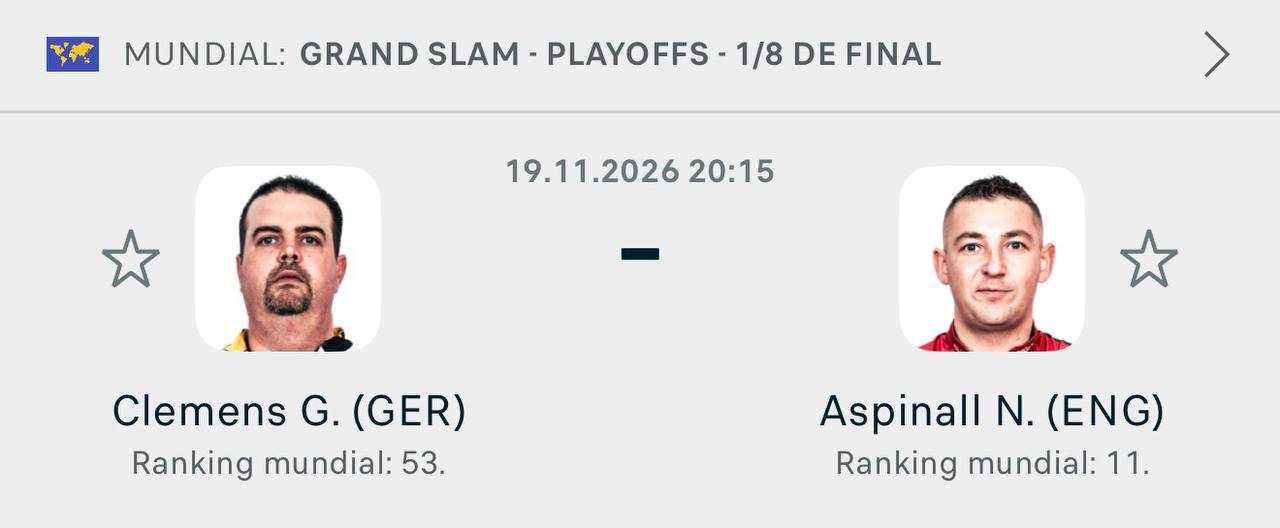 MUNDIAL: GRAND SLAM - PLAYOFFS - 1/8 DE FINAL
19.11.2026 20:15
-
Clemens G. (GER)
Aspinall N. (ENG)
Ranking mundial: 53.
Ranking mundial: 11.